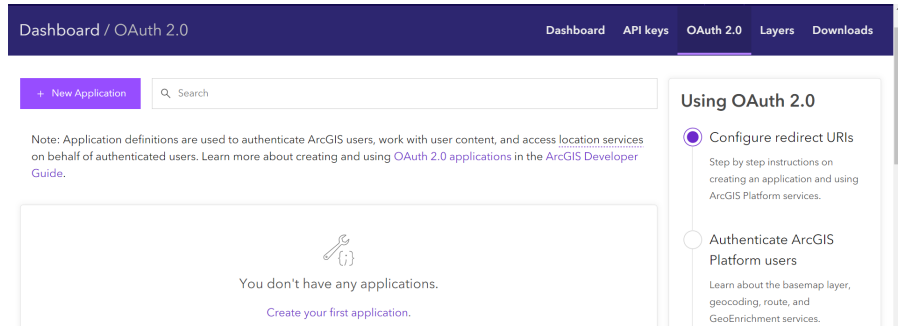 Dashboard / OAuth 2.0
Dashboard API keys OAuth 2.0 Layers Downloads
+ New Application
Search
Note: Application definitions are used to authenticate ArcGIS users, work with user content, and access location services
on behalf of authenticated users. Learn more about creating and using OAuth 2.0 applications in the ArcGIS Developer
Guide.
You don't have any applications.
Create your first application.
Using OAuth 2.0
Configure redirect URIs
Step by step instructions on
creating an application and using
ArcGIS Platform services.
Authenticate ArcGIS
Platform users
Learn about the basemap layer,
geocoding, route, and
GeoEnrichment services.